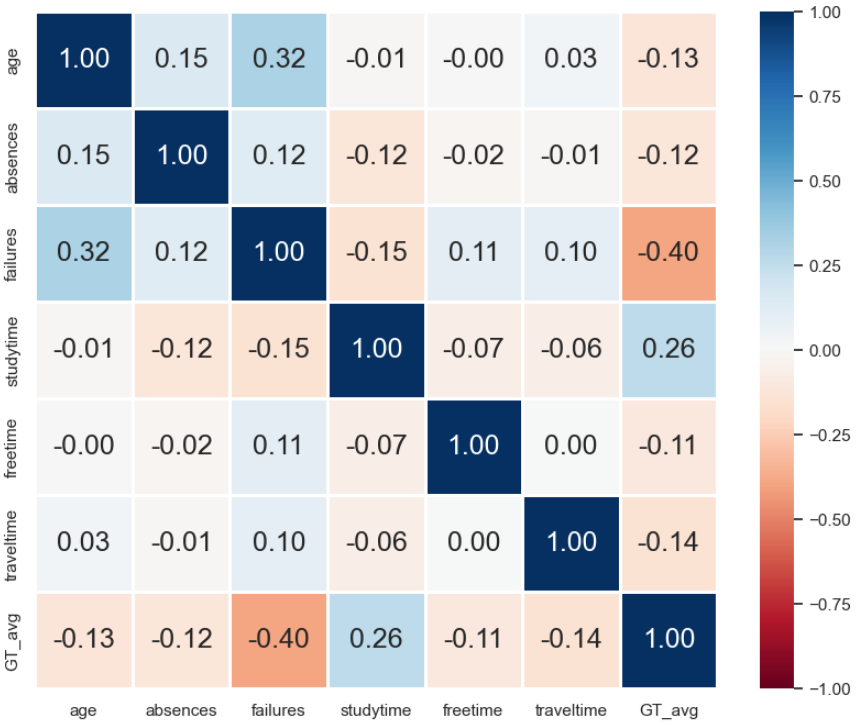 age 1.00 0.15 0.32 -0.01 -0.00 0.03 -0.13
absences 0.15 1.00 0.12 -0.12 -0.02 -0.01 -0.12
failures 0.32 0.12 1.00 -0.15 0.11 0.10 -0.40
studytime -0.01 -0.12 -0.15 1.00 -0.07 -0.06 0.26
freetime -0.00 -0.02 0.11 -0.07 1.00 0.00 -0.11
traveltime 0.03 -0.01 0.10 -0.06 0.00 1.00 -0.14
GT_avg -0.13 -0.12 -0.40 0.26 -0.11 -0.14 1.00
age absences failures studytime freetime traveltime GT_avg
1.00
0.75
0.50
0.25
0.00
−0.25
−0.50
−0.75
−1.00